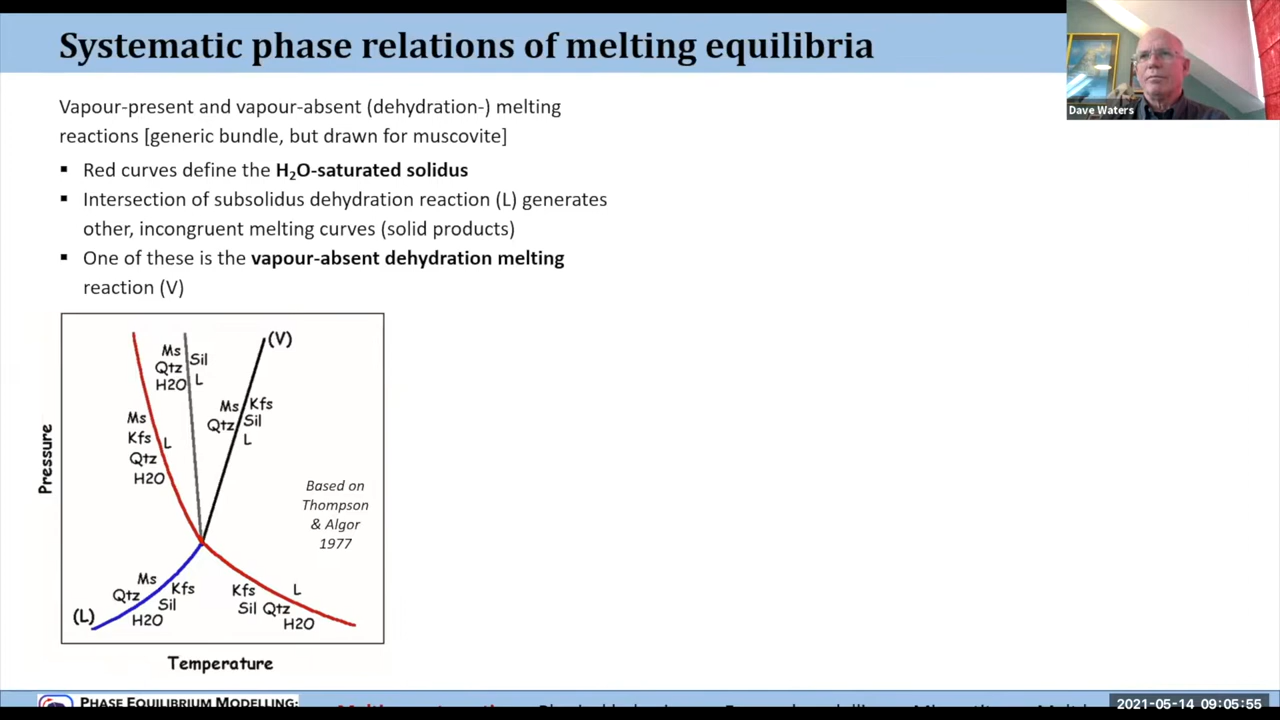 Systematic phase relations of melting equilibria
Dave Waters
Vapour-present and vapour-absent (dehydration-) melting
reactions [generic bundle, but drawn for muscovite]
▪ Red curves define the H₂O-saturated solidus
▪ Intersection of subsolidus dehydration reaction (L) generates
other, incongruent melting curves (solid products)
▪ One of these is the vapour-absent dehydration melting
reaction (V)
(V)
Ms
Qtz
H2O
Sil
L
Ms
Qtz
Kfs
Sil
L
Ms
Kfs
Qtz
H2O
L
Pressure
Based on
Thompson
& Algor
1977
Ms
Qtz
Kfs
Sil
H2O
(L)
Kfs
L
Sil Qtz
H2O
Temperature
PHASE EQUILIBRIUM MODELLING:
2021-05-14 09:05:55